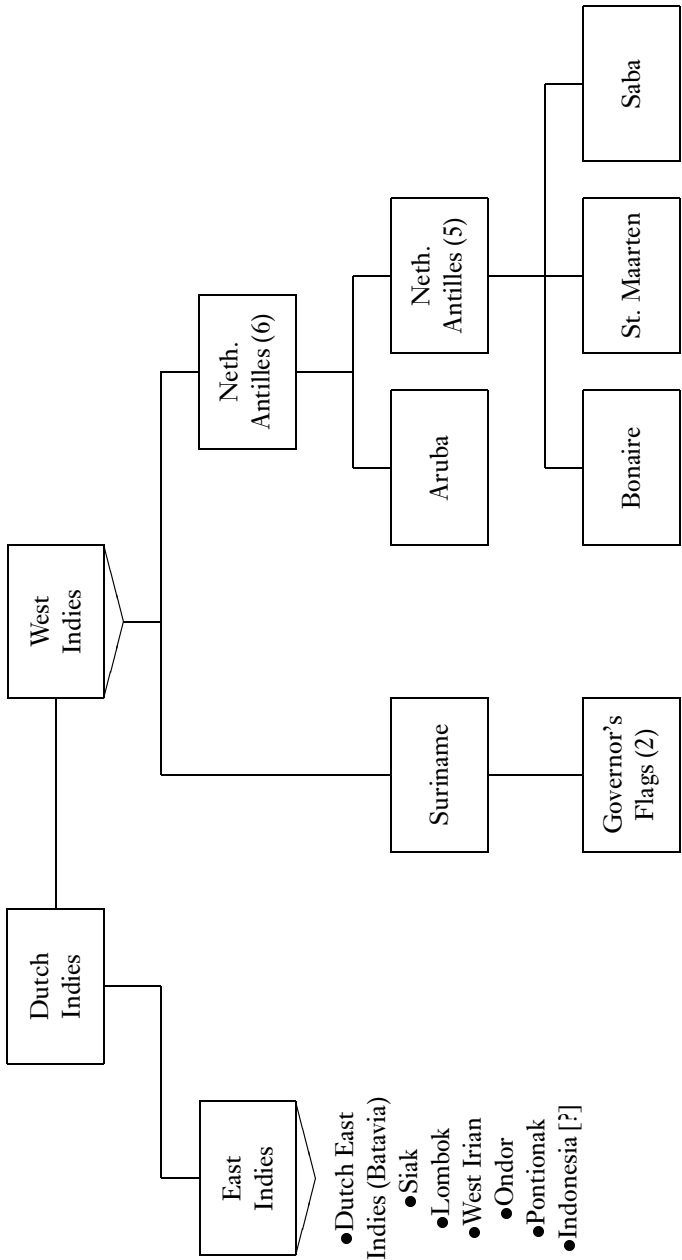 Dutch
Indies
West
Indies
East
Indies
●Dutch East
Indies (Batavia)
●Siak
●Lombok
●West Irian
●Ondor
●Pontionak
●Indonesia [?]
Neth.
Antilles (6)
Suriname
Aruba
Neth.
Antilles (5)
Governor’s
Flags (2)
Bonaire
St. Maarten
Saba